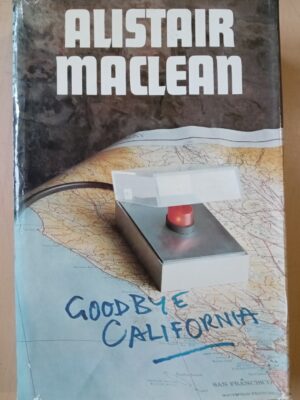 ALISTAIR
MACLEAN
GOODBYE
CALIFORNIA
SAN FRANCISCO